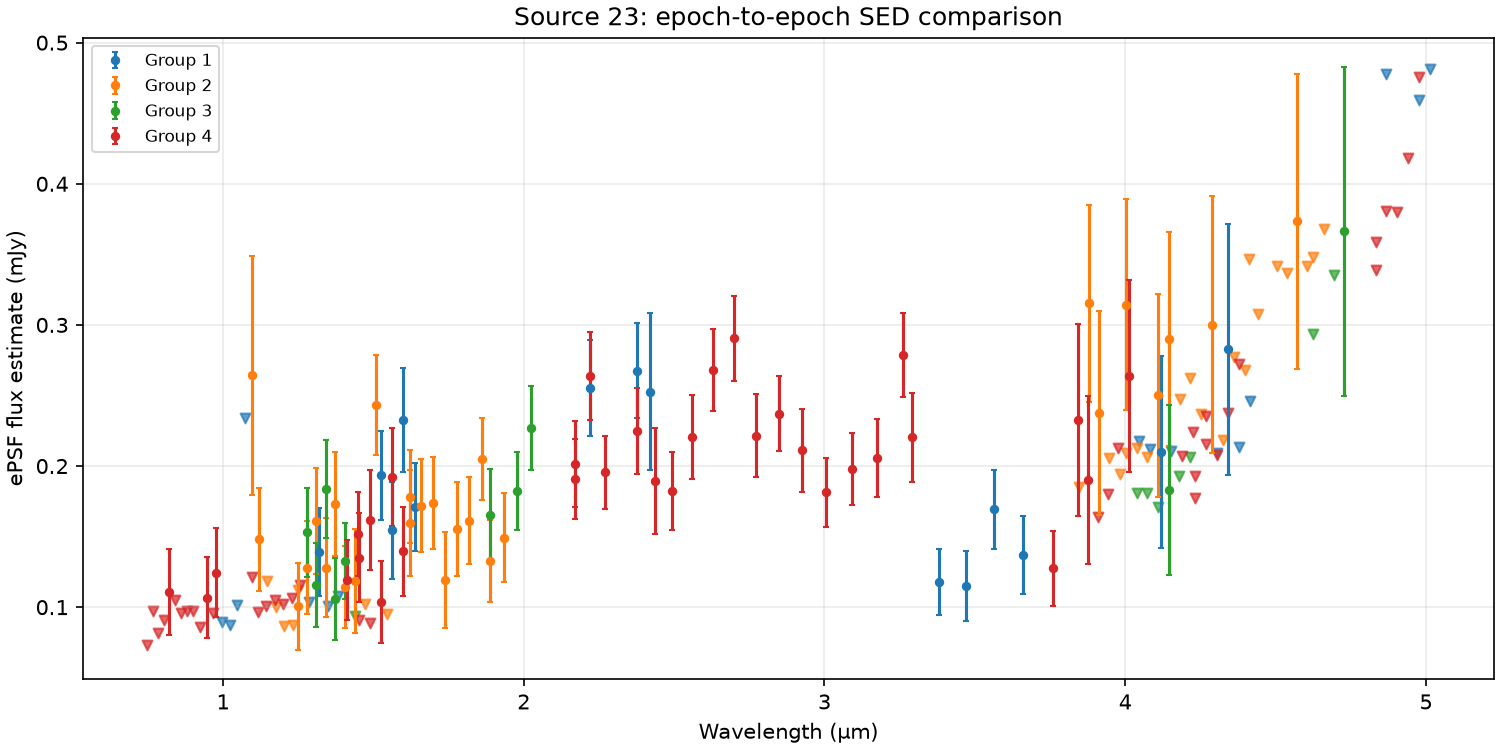 Source 23: epoch-to-epoch SED comparison
0.5
0.4
0.3
0.2
0.1
ePSF flux estimate (mJy)
Group 1
Group 2
Group 3
Group 4
1
2
3
4
5
Wavelength (µm)